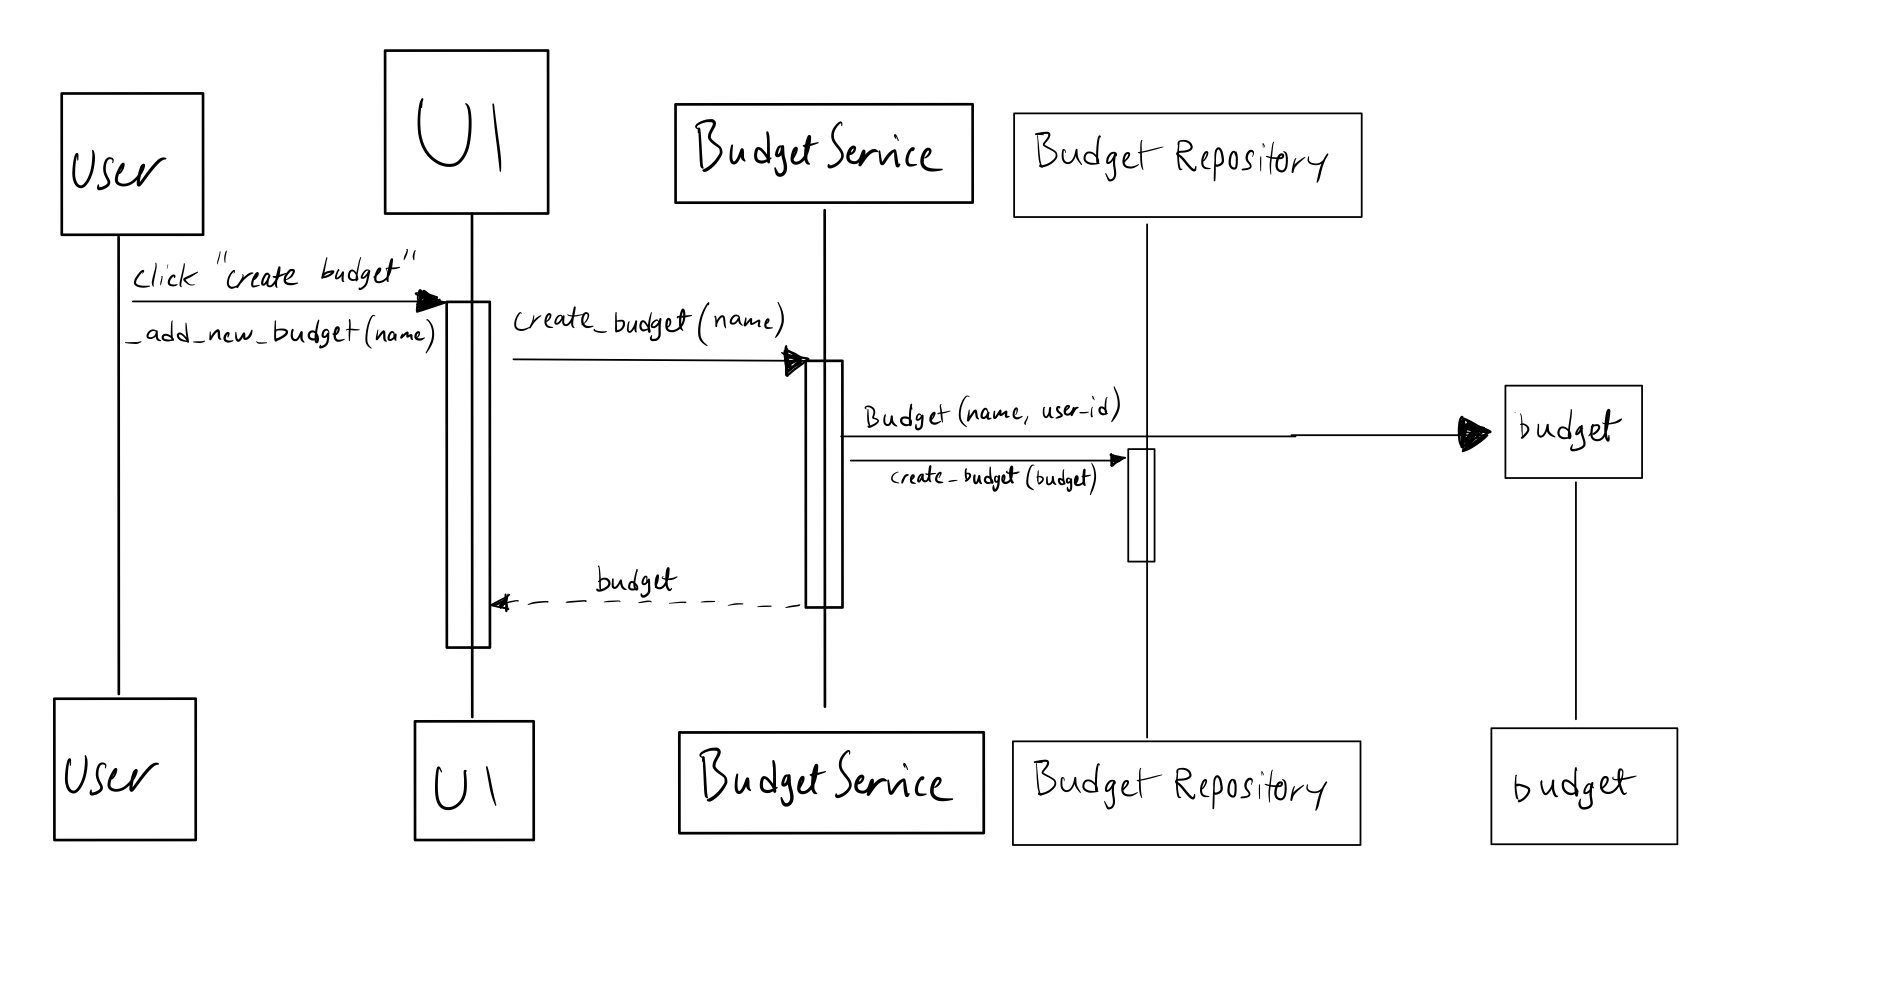 User
UI
Budget Service
Budget Repository
click "create budget"
_add_new_budget(name)
create_budget(name)
Budget(name, user_id)
budget
create_budget(budget)
budget
User
UI
Budget Service
Budget Repository
budget